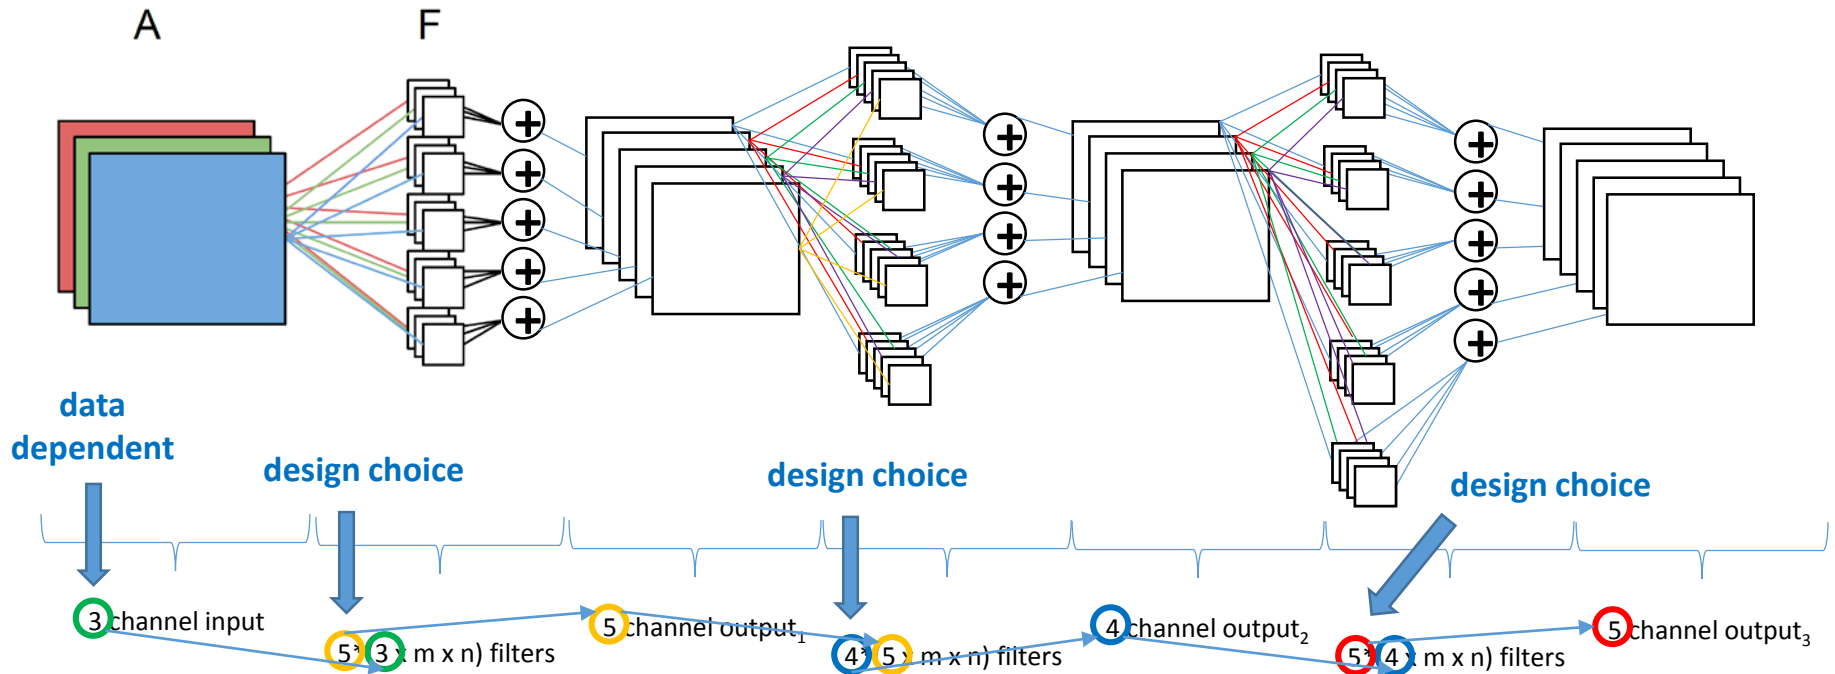 A
F
+
+
+
+
+
+
+
+
+
+
+
+
+
+
data
dependent
design choice
design choice
design choice
3 channel input
5* 3 x m x n) filters
5 channel output₁
4* 5 x m x n) filters
4 channel output₂
5* 4 x m x n) filters
5 channel output₃